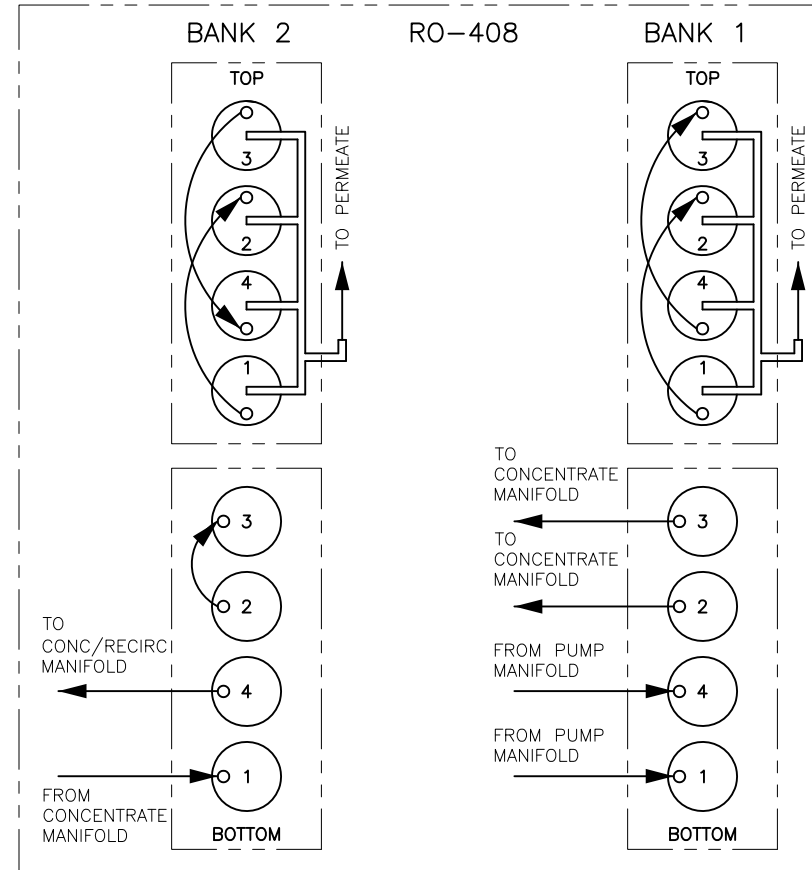 BANK 2
RO-408
BANK 1
TOP
3
2
4
1
TO PERMEATE
TOP
3
2
4
1
TO PERMEATE
3
2
4
1
BOTTOM
TO
CONC/RECIRC
MANIFOLD
FROM
CONCENTRATE
MANIFOLD
TO
CONCENTRATE
MANIFOLD
TO
CONCENTRATE
MANIFOLD
FROM PUMP
MANIFOLD
FROM PUMP
MANIFOLD
3
2
4
1
BOTTOM